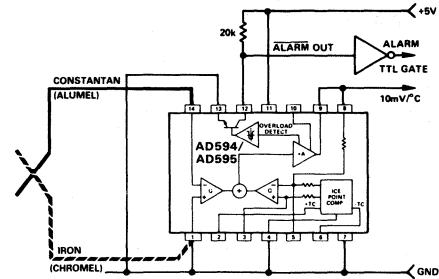 +5V
20k
ALARM OUT
ALARM
TTL GATE
CONSTANTAN
(ALUMEL)
10mV/°C
14 13 12 11 10 9 8
OVERLOAD
DETECT
AD594/
AD595
+A
G
+
G
ICE
POINT
COMP
+TC
-TC
1 2 3 4 5 6 7
IRON
(CHROMEL)
GND